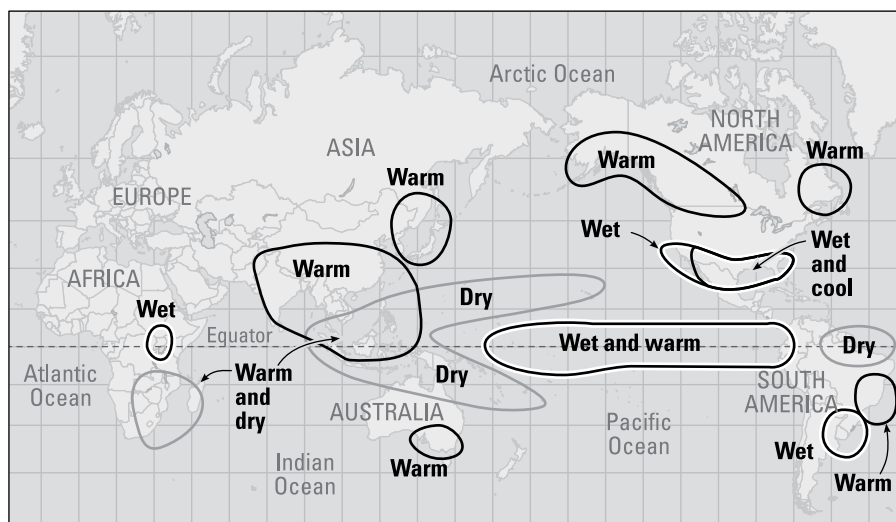 Arctic Ocean
NORTH
AMERICA
ASIA
Warm
Warm
Warm
EUROPE
Wet
Wet
and
cool
Warm
AFRICA
Dry
Wet
Equator
Wet and warm
Dry
Atlantic
Ocean
Warm
and
dry
Dry
SOUTH
AMERICA
AUSTRALIA
Pacific
Ocean
Wet
Indian
Ocean
Warm
Warm